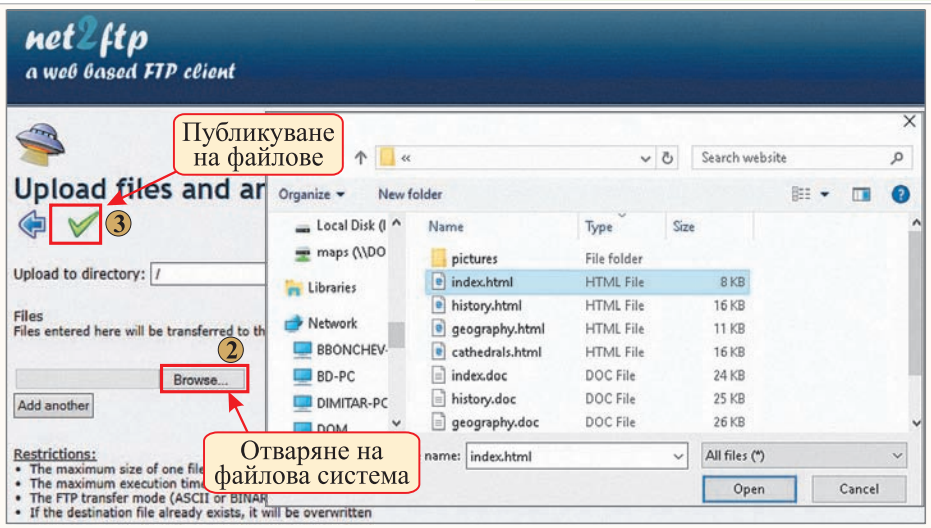 net2ftp
a web based FTP client
Публикуване
на файлове
Upload files and ar
3
Upload to directory: /
Files
Files entered here will be transferred to th
2
Browse...
Add another
Отваряне на
файлова система
Restrictions:
• The maximum size of one file
• The maximum execution time
• The FTP transfer mode (ASCII or BINAR
• If the destination file already exists, it will be overwritten
«
Search website
Organize
New folder
Local Disk (I
maps (\\DO
Libraries
Network
BBONCHEV-
BD-PC
DIMITAR-PC
DOM
Name Type Size
pictures File folder
index.html HTML File 8 KB
history.html HTML File 16 KB
geography.html HTML File 11 KB
cathedrals.html HTML File 16 KB
index.doc DOC File 24 KB
history.doc DOC File 25 KB
geography.doc DOC File 26 KB
name: index.html
All files (*)
Open
Cancel